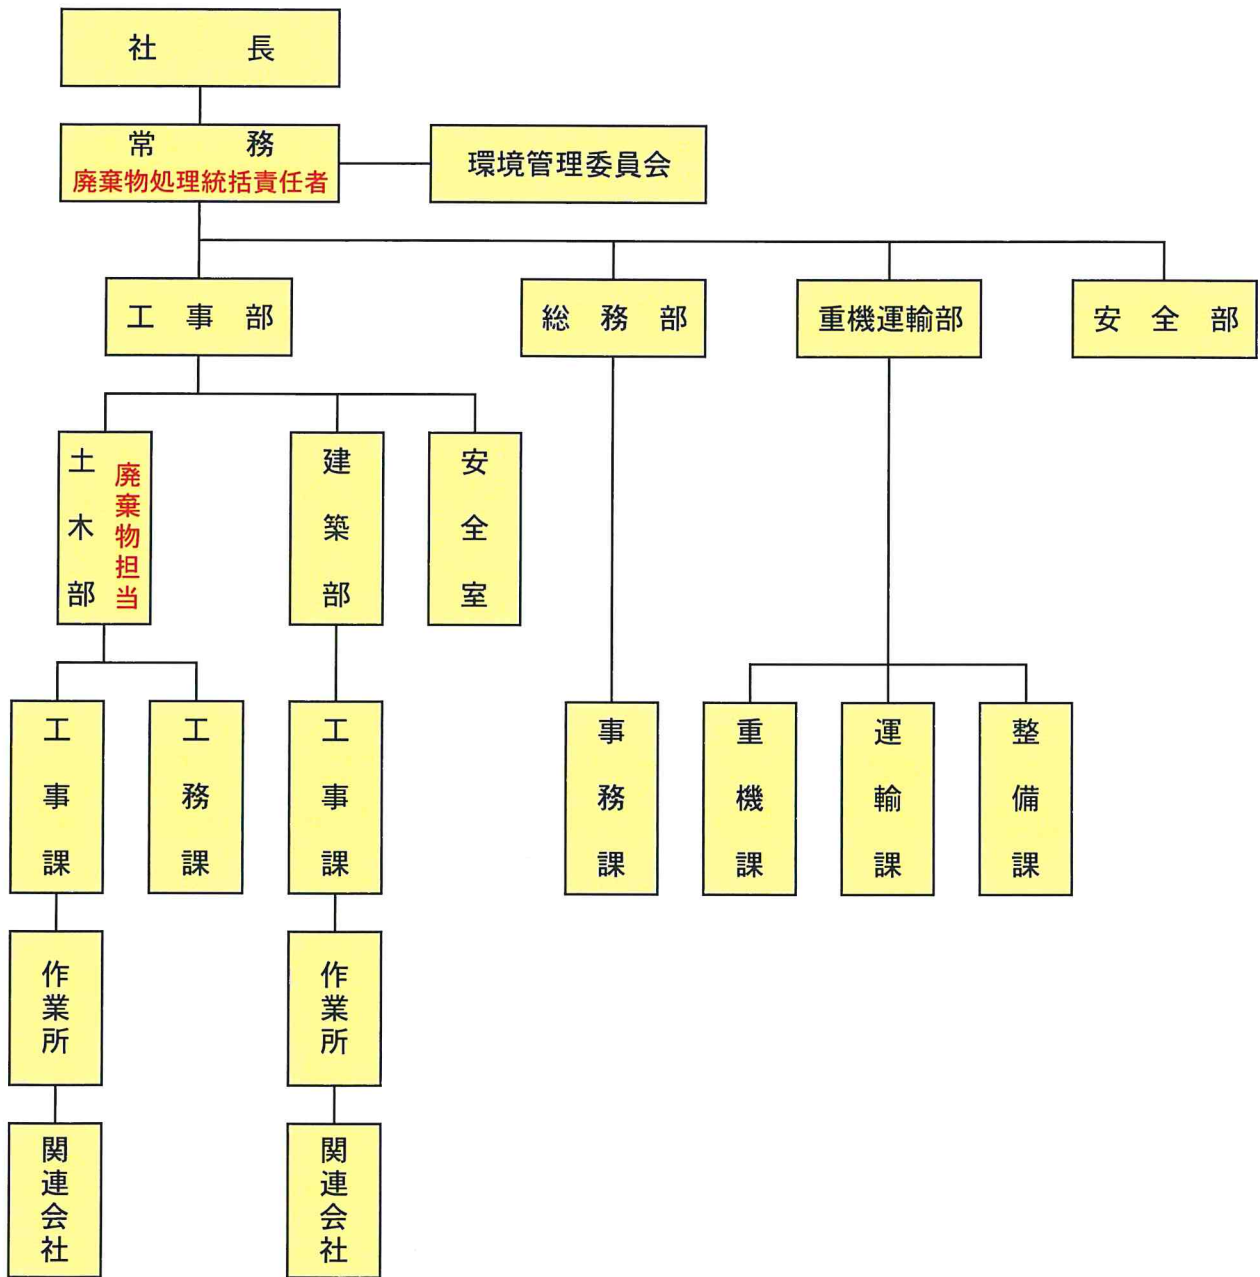 社長
常務
廃棄物処理統括責任者
環境管理委員会
工事部
総務部
重機運輸部
安全部
土木部
廃棄物担当
建築部
安全室
工事課
工務課
工事課
事務課
重機課
運輸課
整備課
作業所
作業所
関連会社
関連会社